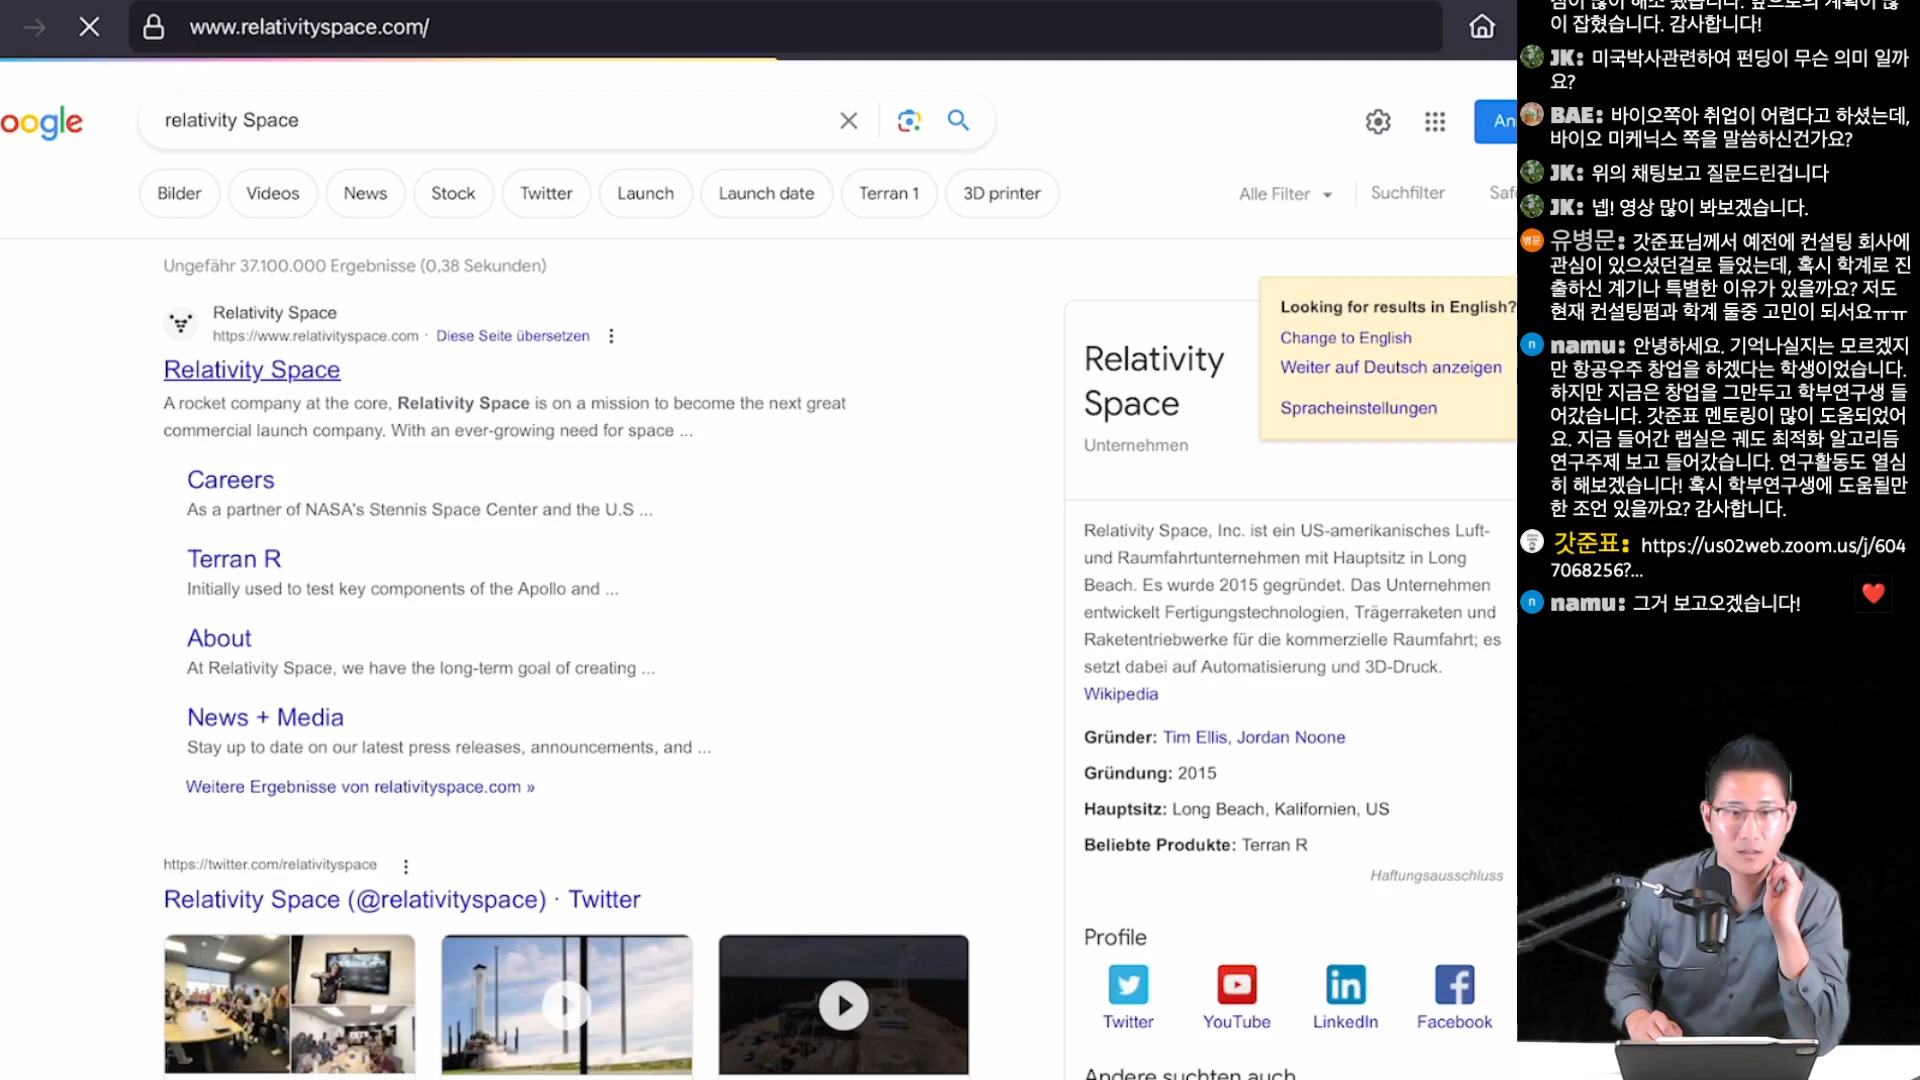 www.relativityspace.com/
oogle
relativity Space
An
Bilder
Videos
News
Stock
Twitter
Launch
Launch date
Terran 1
3D printer
Alle Filter
Suchfilter
Safe
Ungefähr 37.100.000 Ergebnisse (0,38 Sekunden)
Relativity Space
https://www.relativityspace.com · Diese Seite übersetzen
Relativity Space
A rocket company at the core, Relativity Space is on a mission to become the next great
commercial launch company. With an ever-growing need for space ...
Careers
As a partner of NASA's Stennis Space Center and the U.S ...
Terran R
Initially used to test key components of the Apollo and ...
About
At Relativity Space, we have the long-term goal of creating ...
News + Media
Stay up to date on our latest press releases, announcements, and ...
Weitere Ergebnisse von relativityspace.com »
https://twitter.com/relativityspace
Relativity Space (@relativityspace) · Twitter
Looking for results in English?
Change to English
Weiter auf Deutsch anzeigen
Spracheinstellungen
Relativity
Space
Unternehmen
Relativity Space, Inc. ist ein US-amerikanisches Luft-
und Raumfahrtunternehmen mit Hauptsitz in Long
Beach. Es wurde 2015 gegründet. Das Unternehmen
entwickelt Fertigungstechnologien, Trägerraketen und
Raketentriebwerke für die kommerzielle Raumfahrt; es
setzt dabei auf Automatisierung und 3D-Druck.
Wikipedia
Gründer: Tim Ellis, Jordan Noone
Gründung: 2015
Hauptsitz: Long Beach, Kalifornien, US
Beliebte Produkte: Terran R
Haftungsausschluss
Profile
Twitter
YouTube
LinkedIn
Facebook
Andere suchten auch
이 잡혔습니다. 감사합니다!
JK: 미국박사관련하여 펀딩이 무슨 의미 일까
요?
BAE: 바이오쪽아 취업이 어렵다고 하셨는데,
바이오 미케닉스 쪽을 말씀하신건가요?
JK: 위의 채팅보고 질문드린겁니다
JK: 넵! 영상 많이 봐보겠습니다.
병문
유병문: 갓준표님께서 예전에 컨설팅 회사에
관심이 있으셨던걸로 들었는데, 혹시 학계로 진
출하신 계기나 특별한 이유가 있을까요? 저도
현재 컨설팅펌과 학계 둘중 고민이 되서요ㅠㅠ
n
namu: 안녕하세요. 기억나실지는 모르겠지
만 항공우주 창업을 하겠다는 학생이었습니다.
하지만 지금은 창업을 그만두고 학부연구생 들
어갔습니다. 갓준표 멘토링이 많이 도움되었어
요. 지금 들어간 랩실은 궤도 최적화 알고리듬
연구주제 보고 들어갔습니다. 연구활동도 열심
히 해보겠습니다! 혹시 학부연구생에 도움될만
한 조언 있을까요? 감사합니다.
갓준표: https://us02web.zoom.us/j/604
7068256?...
n
namu: 그거 보고오겠습니다!